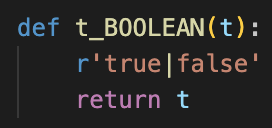 def t_BOOLEAN(t):
    r'true|false'
    return t